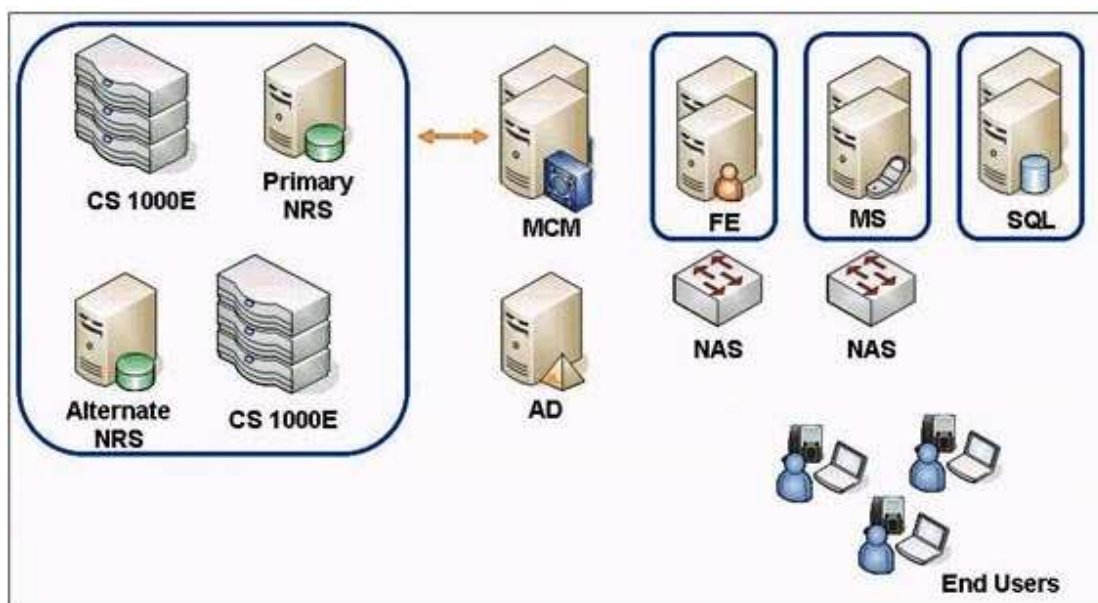 CS 1000E
Primary
NRS
MCM
FE
MS
SQL
NAS
NAS
Alternate
NRS
CS 1000E
AD
End Users